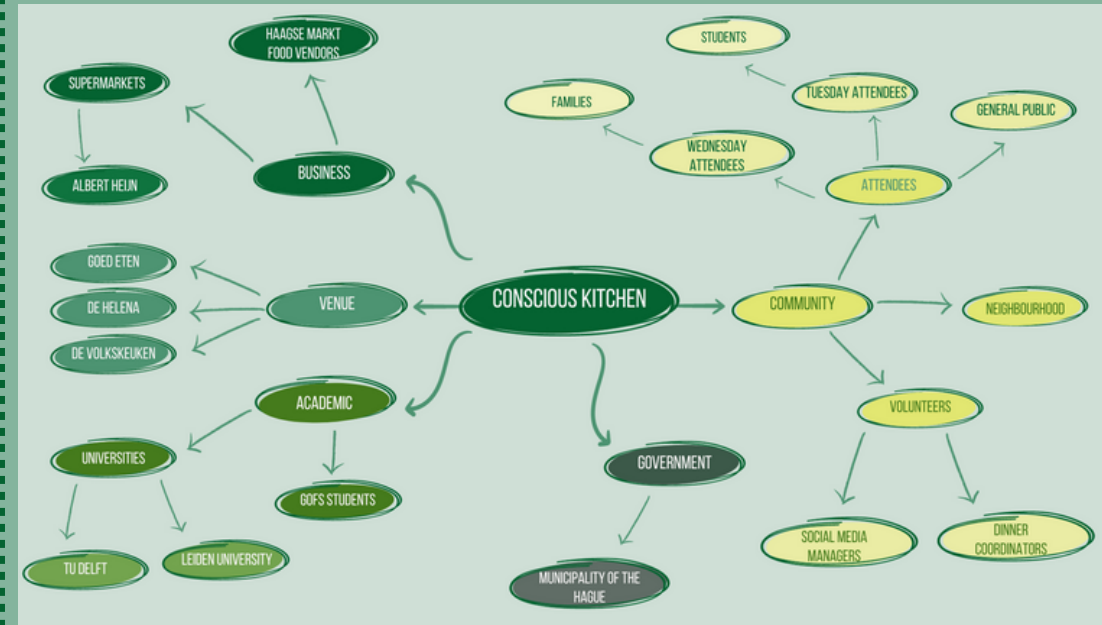 HAAGSE MARKT
FOOD VENDORS
STUDENTS
SUPERMARKETS
TUESDAY ATTENDEES
FAMILIES
GENERAL PUBLIC
WEDNESDAY
ATTENDEES
BUSINESS
ALBERT HEIJN
ATTENDEES
GOED ETEN
CONSCIOUS KITCHEN
VENUE
COMMUNITY
DE HELENA
NEIGHBOURHOOD
DE VOLKSKEUKEN
ACADEMIC
VOLUNTEERS
UNIVERSITIES
GOVERNMENT
GOFS STUDENTS
SOCIAL MEDIA
MANAGERS
DINNER
COORDINATORS
TU DELFT
LEIDEN UNIVERSITY
MUNICIPALITY OF THE
HAGUE